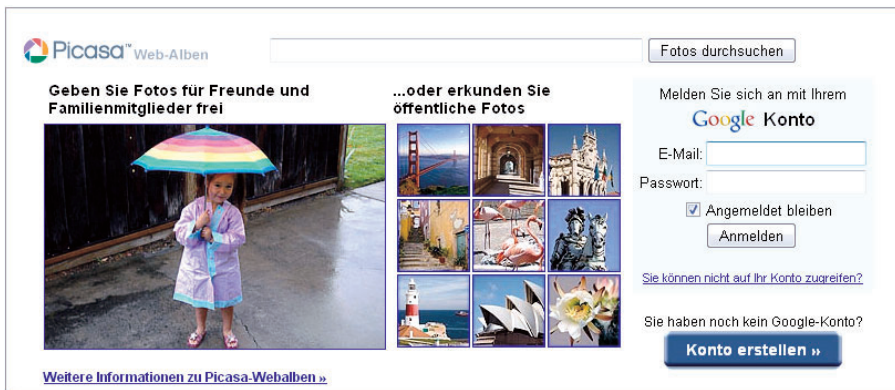 Picasa™ Web-Alben
Fotos durchsuchen
Geben Sie Fotos für Freunde und
Familienmitglieder frei
...oder erkunden Sie
öffentliche Fotos
Melden Sie sich an mit Ihrem
Google Konto
E-Mail:
Passwort:
Angemeldet bleiben
Anmelden
Sie können nicht auf Ihr Konto zugreifen?
Sie haben noch kein Google-Konto?
Konto erstellen »
Weitere Informationen zu Picasa-Webalben »